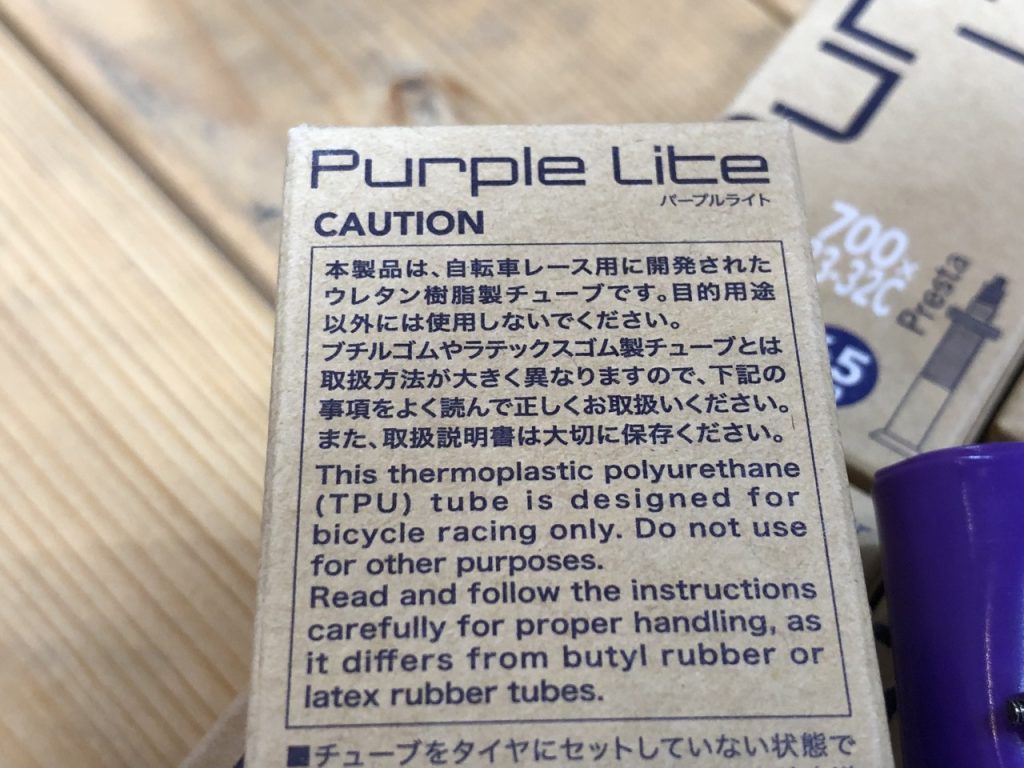 Purple Lite
パープルライト
CAUTION
本製品は、自転車レース用に開発された
ウレタン樹脂製チューブです。目的用途
以外には使用しないでください。
ブチルゴムやラテックスゴム製チューブとは
取扱方法が大きく異なりますので、下記の
事項をよく読んで正しくお取扱いください。
また、取扱説明書は大切に保存ください。
This thermoplastic polyurethane
(TPU) tube is designed for
bicycle racing only. Do not use
for other purposes.
Read and follow the instructions
carefully for proper handling, as
it differs from butyl rubber or
latex rubber tubes.
■チューブをタイヤにセットしていない状態で
700×
-32C
Presta